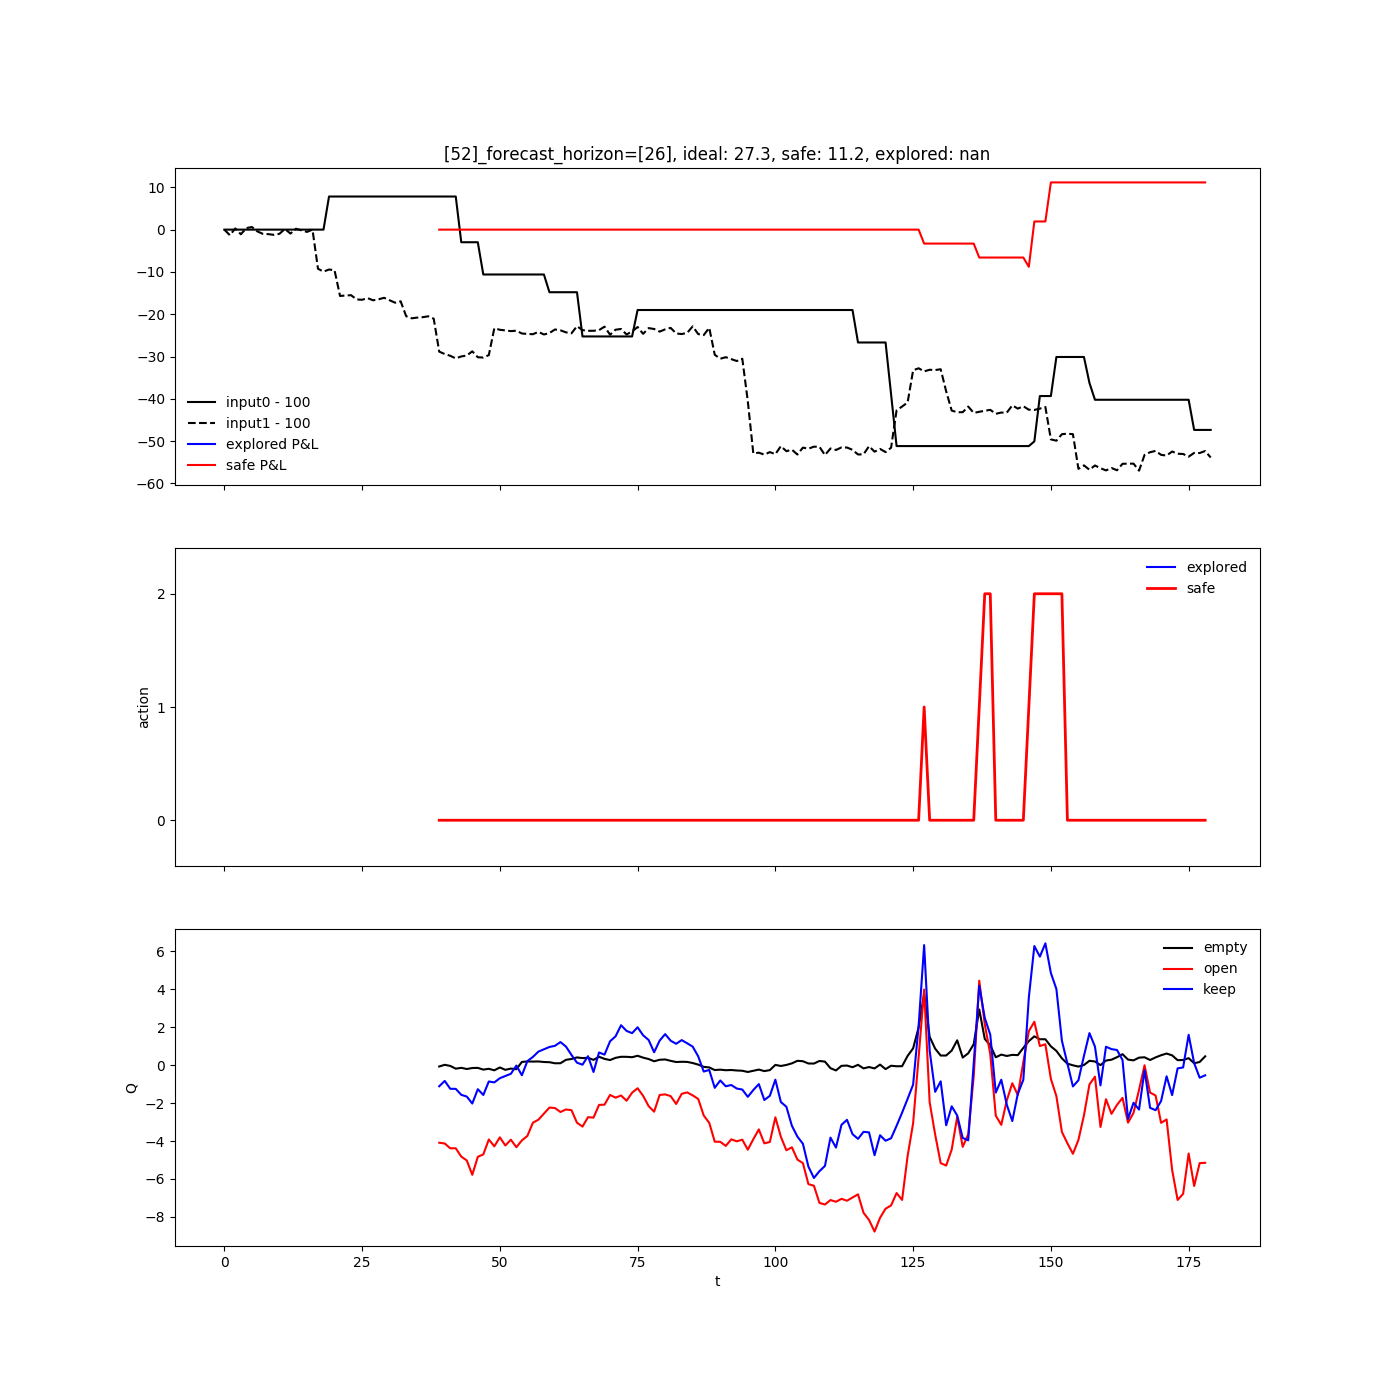 [52]_forecast_horizon=[26], ideal: 27.3, safe: 11.2, explored: nan
10
0
−10
−20
−30
−40
−50
−60
input0 - 100
input1 - 100
explored P&L
safe P&L
2
1
0
action
explored
safe
6
4
2
0
−2
−4
−6
−8
Q
empty
open
keep
0 25 50 75 100 125 150 175
t